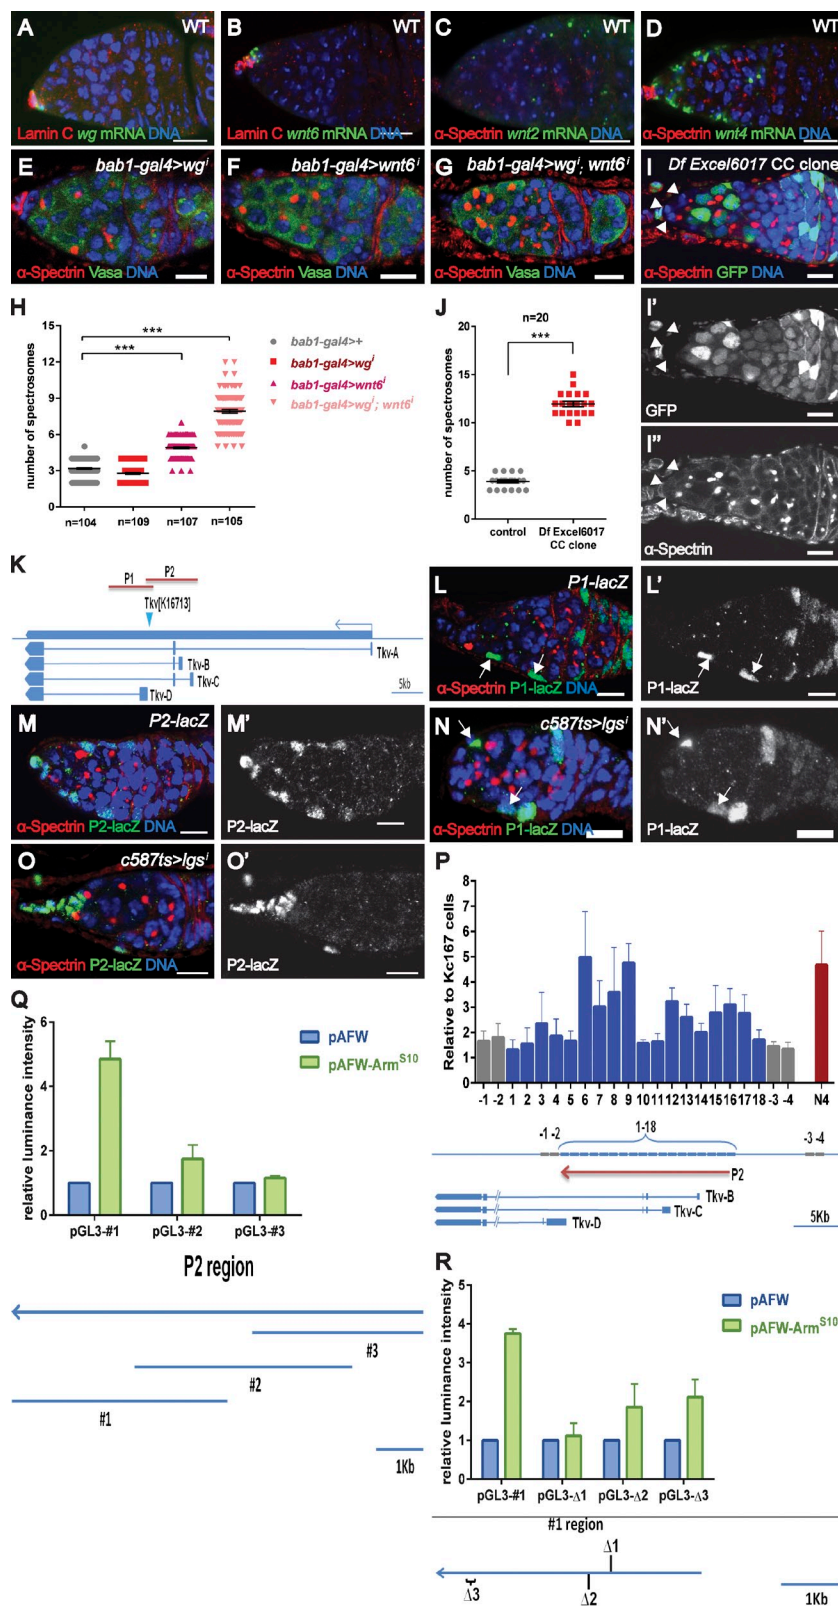 A
WT
Lamin C wg mRNA DNA
B
WT
Lamin C wnt6 mRNA DNA
C
WT
α-Spectrin wnt2 mRNA DNA
D
WT
α-Spectrin wnt4 mRNA DNA
E
bab1-gal4>wgⁱ
α-Spectrin Vasa DNA
F
bab1-gal4>wnt6ⁱ
α-Spectrin Vasa DNA
G
bab1-gal4>wgⁱ; wnt6ⁱ
α-Spectrin Vasa DNA
I
Df Excel6017 CC clone
α-Spectrin GFP DNA
H
number of spectrosomes
15
12
9
6
3
0
***
***
n=104
n=109
n=107
n=105
bab1-gal4>+
bab1-gal4>wgⁱ
bab1-gal4>wnt6ⁱ
bab1-gal4>wgⁱ; wnt6ⁱ
J
n=20
***
number of spectrosomes
20
15
10
5
0
control
Df Excel6017
CC clone
I'
GFP
I"
α-Spectrin
K
P1
P2
Tkv[K16713]
Tkv-A
Tkv-B
Tkv-C
Tkv-D
5kb
L
P1-lacZ
α-Spectrin P1-lacZ DNA
L'
P1-lacZ
M
P2-lacZ
α-Spectrin P2-lacZ DNA
M'
P2-lacZ
N
c587ts>lgsⁱ
α-Spectrin P1-lacZ DNA
N'
P1-lacZ
O
c587ts>lgsⁱ
α-Spectrin P2-lacZ DNA
O'
P2-lacZ
P
Relative to Kc167 cells
8
7
6
5
4
3
2
1
0
-1 -2 1 2 3 4 5 6 7 8 9 10 11 12 13 14 15 16 17 18 -3 -4 N4
-1 -2
1-18
-3 -4
P2
Tkv-B
Tkv-C
Tkv-D
5Kb
Q
relative luminance intensity
6
4
2
0
pAFW
pAFW-Arm^S10
pGL3-#1
pGL3-#2
pGL3-#3
P2 region
#3
#2
#1
1Kb
R
relative luminance intensity
5
4
3
2
1
0
pAFW
pAFW-Arm^S10
pGL3-#1
pGL3-Δ1
pGL3-Δ2
pGL3-Δ3
#1 region
Δ1
Δ3
Δ2
1Kb